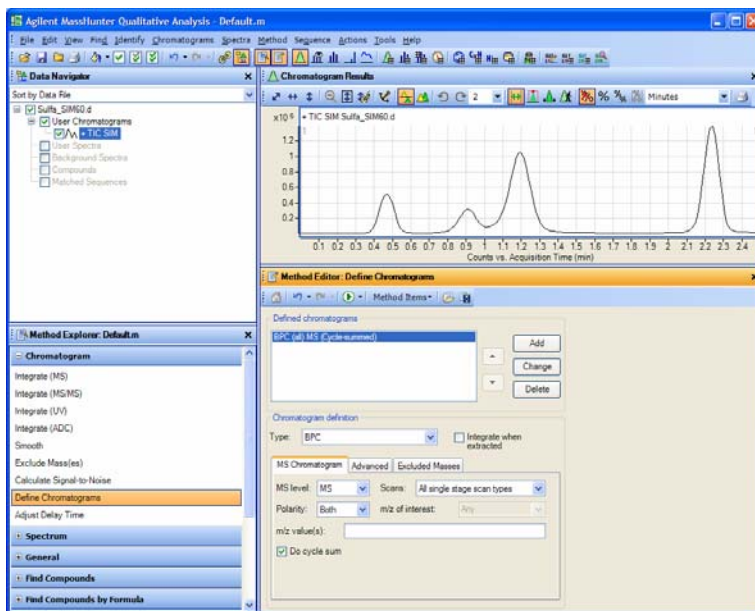 Agilent MassHunter Qualitative Analysis - Default.m
File Edit View Find Identify Chromatograms Spectra Method Sequence Actions Tools Help
Data Navigator
Sort by Data File
Sulfa_SIM60.d
User Chromatograms
+ TIC SIM
User Spectra
Background Spectra
Compounds
Matched Sequences
Chromatogram Results
2 Minutes
x10 6 + TIC SIM Sulfa_SIM60.d
1
1.2
1
0.8
0.6
0.4
0.2
0.1 0.2 0.3 0.4 0.5 0.6 0.7 0.8 0.9 1 1.1 1.2 1.3 1.4 1.5 1.6 1.7 1.8 1.9 2 2.1 2.2 2.3 2.4
Counts vs. Acquisition Time (min)
Method Explorer: Default.m
Chromatogram
Integrate (MS)
Integrate (MS/MS)
Integrate (UV)
Integrate (ADC)
Smooth
Exclude Mass(es)
Calculate Signal-to-Noise
Define Chromatograms
Adjust Delay Time
Spectrum
General
Find Compounds
Find Compounds by Formula
Method Editor: Define Chromatograms
Method Items
Defined chromatograms
BPC (all) MS (Cycle-summed)
Add
Change
Delete
Chromatogram definition
Type: BPC Integrate when
extracted
MS Chromatogram Advanced Excluded Masses
MS level: MS Scans: All single stage scan types
Polarity: Both m/z of interest: Any
m/z value(s):
Do cycle sum